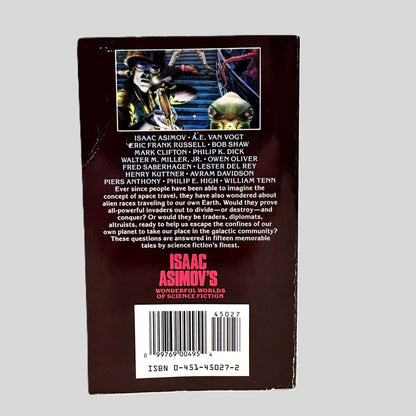 ISAAC ASIMOV · A.E. VAN VOGT
ERIC FRANK RUSSELL · BOB SHAW
MARK CLIFTON · PHILIP K. DICK
WALTER M. MILLER, JR. · OWEN OLIVER
FRED SABERHAGEN · LESTER DEL REY
HENRY KUTTNER · AVRAM DAVIDSON
PIERS ANTHONY · PHILIP E. HIGH · WILLIAM TENN
Ever since people have been able to imagine the
concept of space travel, they have also wondered about
alien races traveling to our own Earth. Would they prove
all-powerful invaders out to divide—or destroy—and
conquer? Or would they be traders, diplomats,
altruists, ready to help us escape the confines of our
own planet to take our place in the galactic community?
These questions are answered in fifteen memorable
tales by science fiction's finest.
ISAAC
ASIMOV'S
WONDERFUL WORLDS
OF SCIENCE FICTION
45027
0
99769 00495
4
ISBN 0-451-45027-2